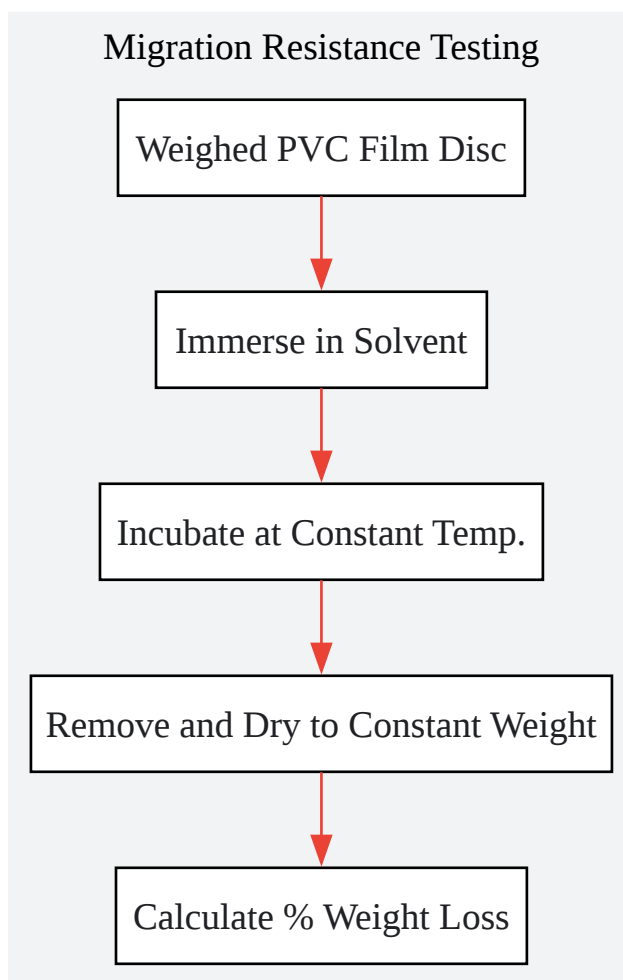 Migration Resistance Testing
Weighed PVC Film Disc
Immerse in Solvent
Incubate at Constant Temp.
Remove and Dry to Constant Weight
Calculate % Weight Loss